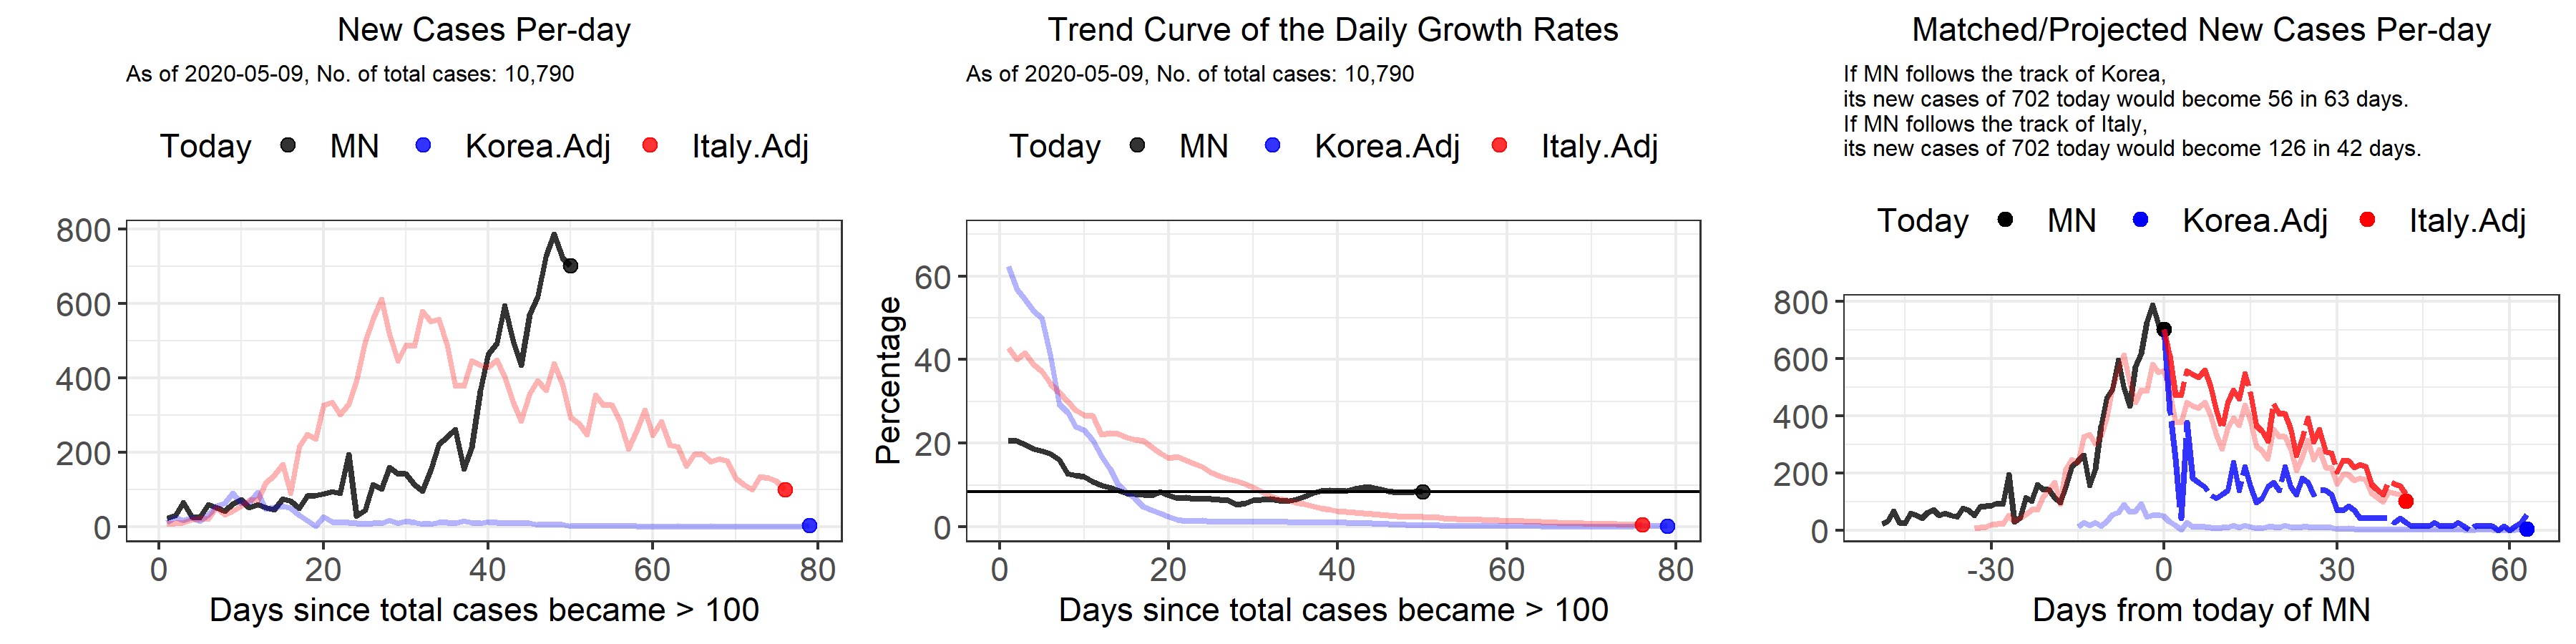 New Cases Per-day
As of 2020-05-09, No. of total cases: 10,790
Today MN Korea.Adj Italy.Adj
800
600
400
200
0
0 20 40 60 80
Days since total cases became > 100
Trend Curve of the Daily Growth Rates
As of 2020-05-09, No. of total cases: 10,790
Today MN Korea.Adj Italy.Adj
Percentage
60
40
20
0
0 20 40 60 80
Days since total cases became > 100
Matched/Projected New Cases Per-day
If MN follows the track of Korea,
its new cases of 702 today would become 56 in 63 days.
If MN follows the track of Italy,
its new cases of 702 today would become 126 in 42 days.
Today MN Korea.Adj Italy.Adj
800
600
400
200
0
-30 0 30 60
Days from today of MN